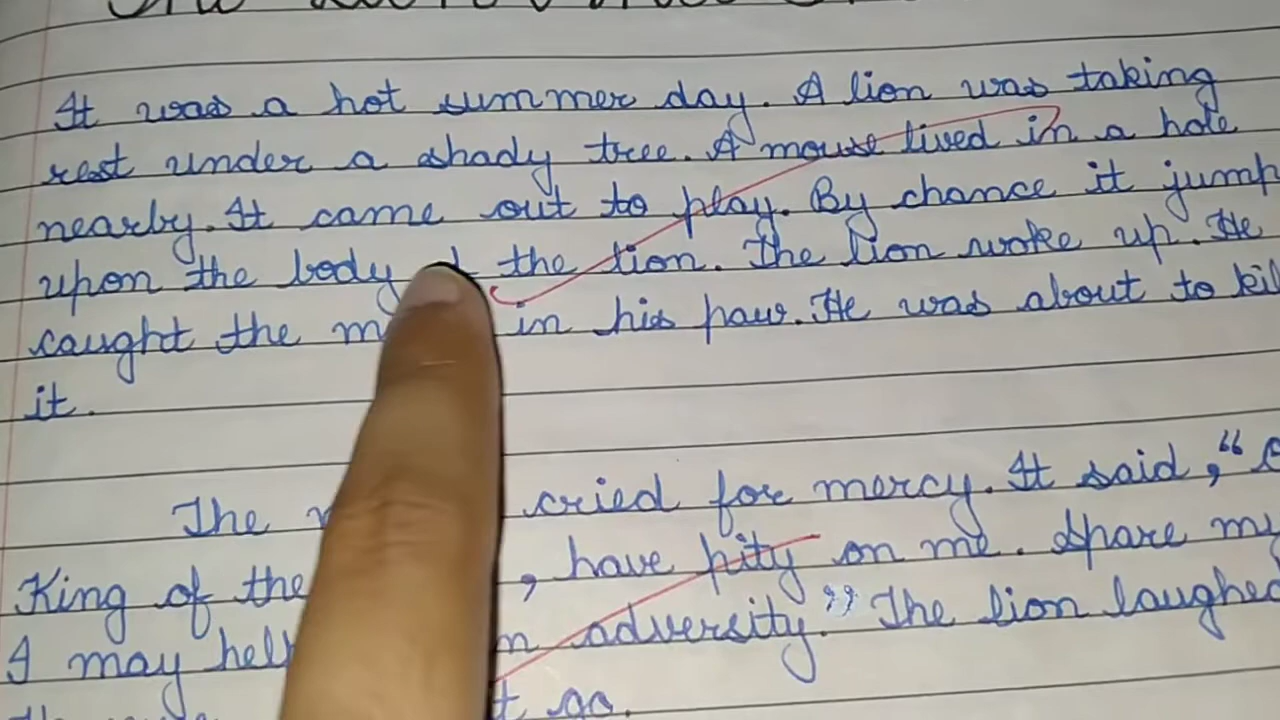 It was a hot summer day. A lion was taking
rest under a shady tree. A mouse lived in a hole
nearby. It came out to play. By chance it jump
upon the body the lion. The lion woke up. He
caught the in his paw. He was about to kil
it.
The cried for mercy. It said, "
King of the , have pity on me. Spare my
I may help adversity." The lion laughed
go.